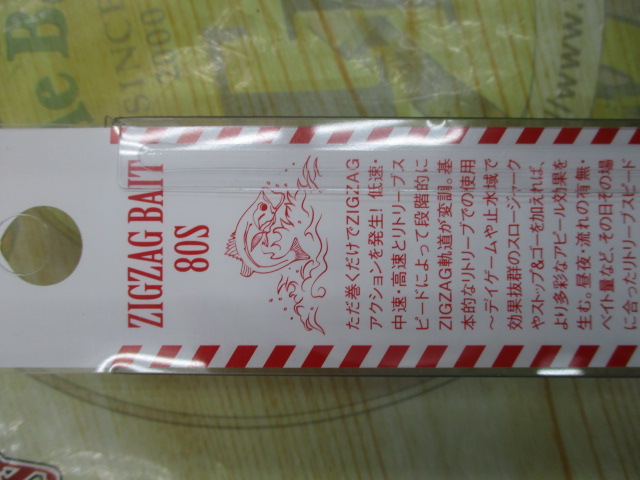 ZIGZAG BAIT
80S
ただ巻くだけでZIGZAG
アクションを発生！低速・
中速・高速とリトリーブス
ピードによって段階的に
ZIGZAG軌道が変調。基
本的なリトリーブでの使用
～デイゲームや止水域で
効果抜群のスロージャーク
やストップ&ゴーを加えれば、
より多彩なアピール効果を
生む。昼夜・流れの有無・
ベイト量など、その日その場
に合ったリトリーブスピード
SINCE
2000